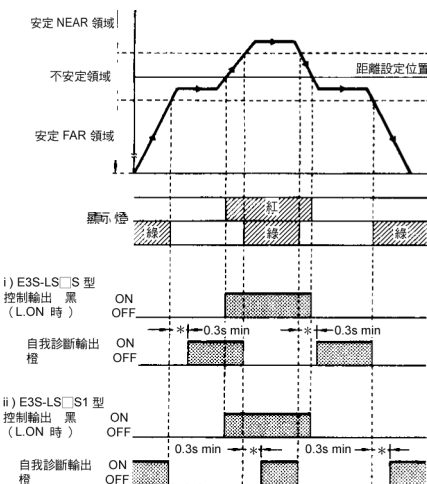 安定 NEAR 領域
不安定領域
距離設定位置
安定 FAR 領域
顯示 燈
紅
綠
綠
綠
i ) E3S-LS□S 型
控制輸出 黑
( L.ON 時 )
ON
OFF
* 0.3s min
* 0.3s min
自我診斷輸出
橙
ON
OFF
ii ) E3S-LS□S1 型
控制輸出 黑
( L.ON 時 )
ON
OFF
0.3s min *
0.3s min *
自我診斷輸出
橙
ON
OFF